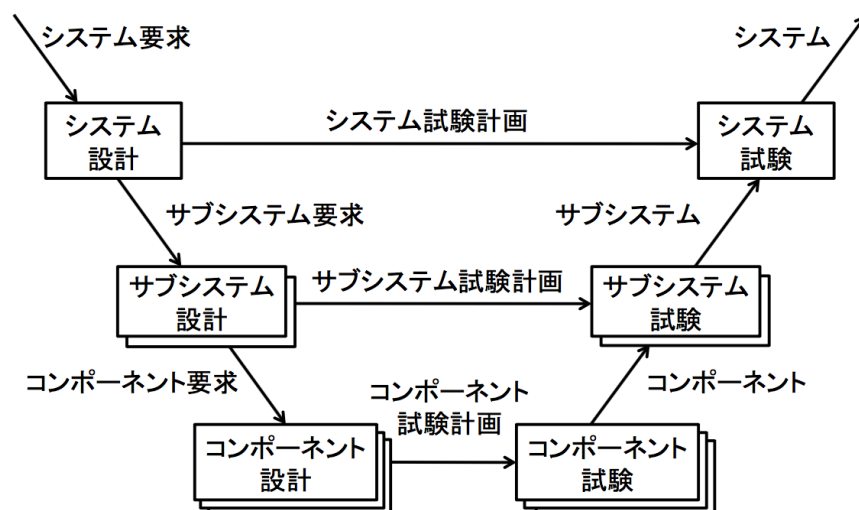 システム要求
システム
システム
設計
システム試験計画
システム
試験
サブシステム要求
サブシステム
サブシステム
設計
サブシステム試験計画
サブシステム
試験
コンポーネント要求
コンポーネント
試験計画
コンポーネント
コンポーネント
設計
コンポーネント
試験